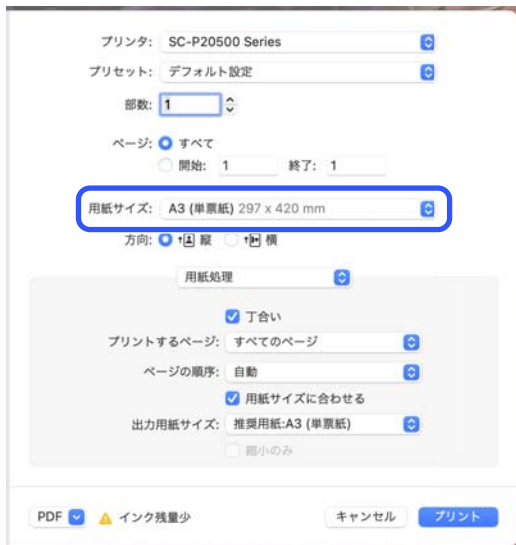 プリンタ: SC-P20500 Series
プリセット: デフォルト設定
部数: 1
ページ: すべて
開始: 1 終了: 1
用紙サイズ: A3 (単票紙) 297 x 420 mm
方向: 縦 横
用紙処理
丁合い
プリントするページ: すべてのページ
ページの順序: 自動
用紙サイズに合わせる
出力用紙サイズ: 推奨用紙:A3 (単票紙)
縮小のみ
PDF インク残量少 キャンセル プリント